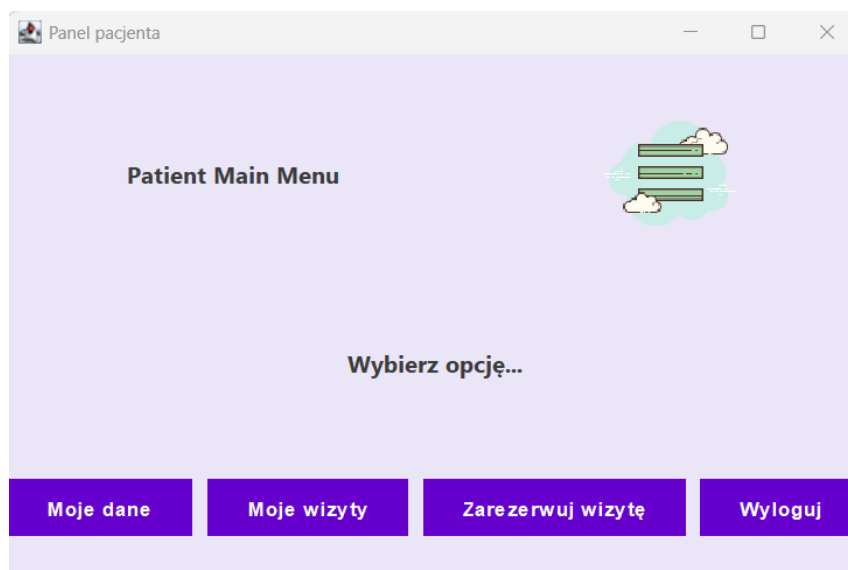 Panel pacjenta
Patient Main Menu
Wybierz opcję...
Moje dane
Moje wizyty
Zarezerwuj wizytę
Wyloguj